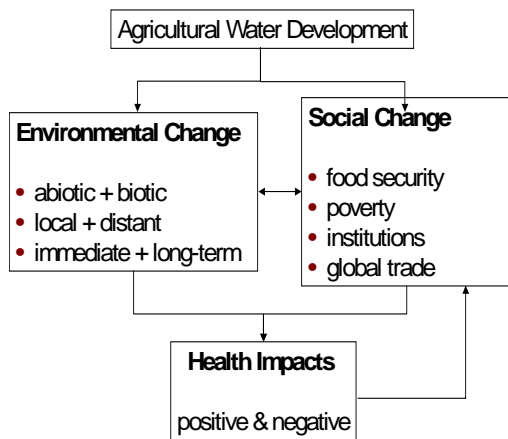 Agricultural Water Development
Environmental Change
• abiotic + biotic
• local + distant
• immediate + long-term
Social Change
• food security
• poverty
• institutions
• global trade
Health Impacts
positive & negative